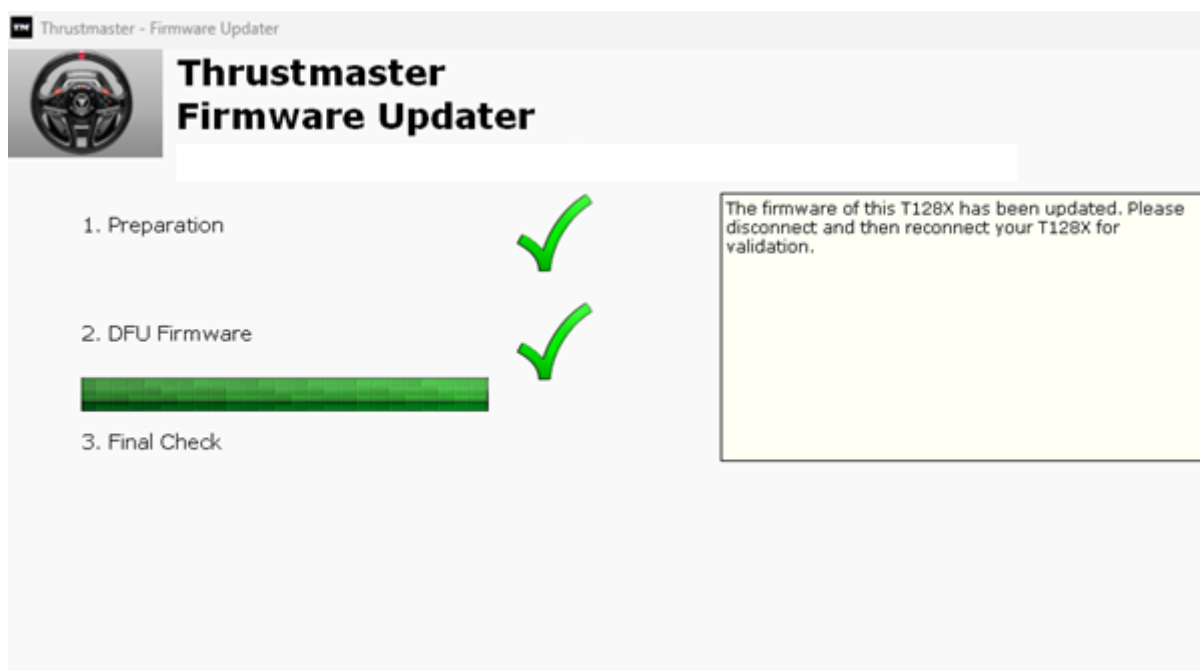 Thrustmaster - Firmware Updater
Thrustmaster
Firmware Updater
1. Preparation
The firmware of this T128X has been updated. Please
disconnect and then reconnect your T128X for
validation.
2. DFU Firmware
3. Final Check